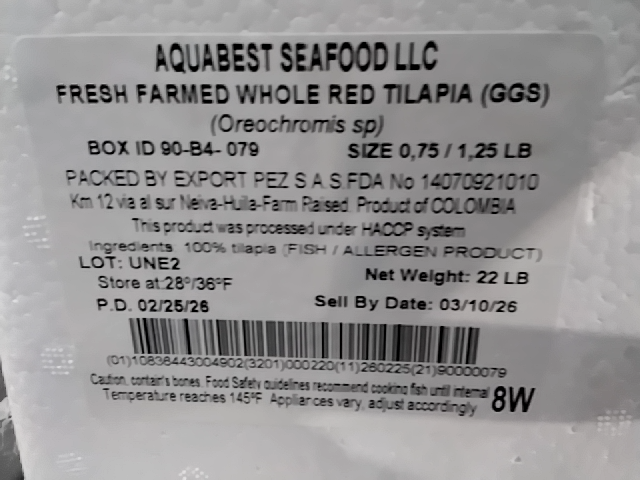 AQUABEST SEAFOOD LLC
FRESH FARMED WHOLE RED TILAPIA (GGS)
(Oreochromis sp)
BOX ID 90-B4- 079 SIZE 0,75 / 1,25 LB
PACKED BY EXPORT PEZ S.A.S.FDA No 14070921010
Km 12 via al sur Neiva-Huila-Farm Raised. Product of COLOMBIA
This product was processed under HACCP system
Ingredients: 100% tilapia (FISH / ALLERGEN PRODUCT)
LOT: UNE2 Net Weight: 22 LB
Store at:28°/36°F
P.D. 02/25/26 Sell By Date: 03/10/26
(01)10836443004902(3201)000220(11)260225(21)90000079
Caution, contain's bones. Food Safety guidelines recommend cooking fish until internal
Temperature reaches 145°F. Appliances vary, adjust accordingly 8W